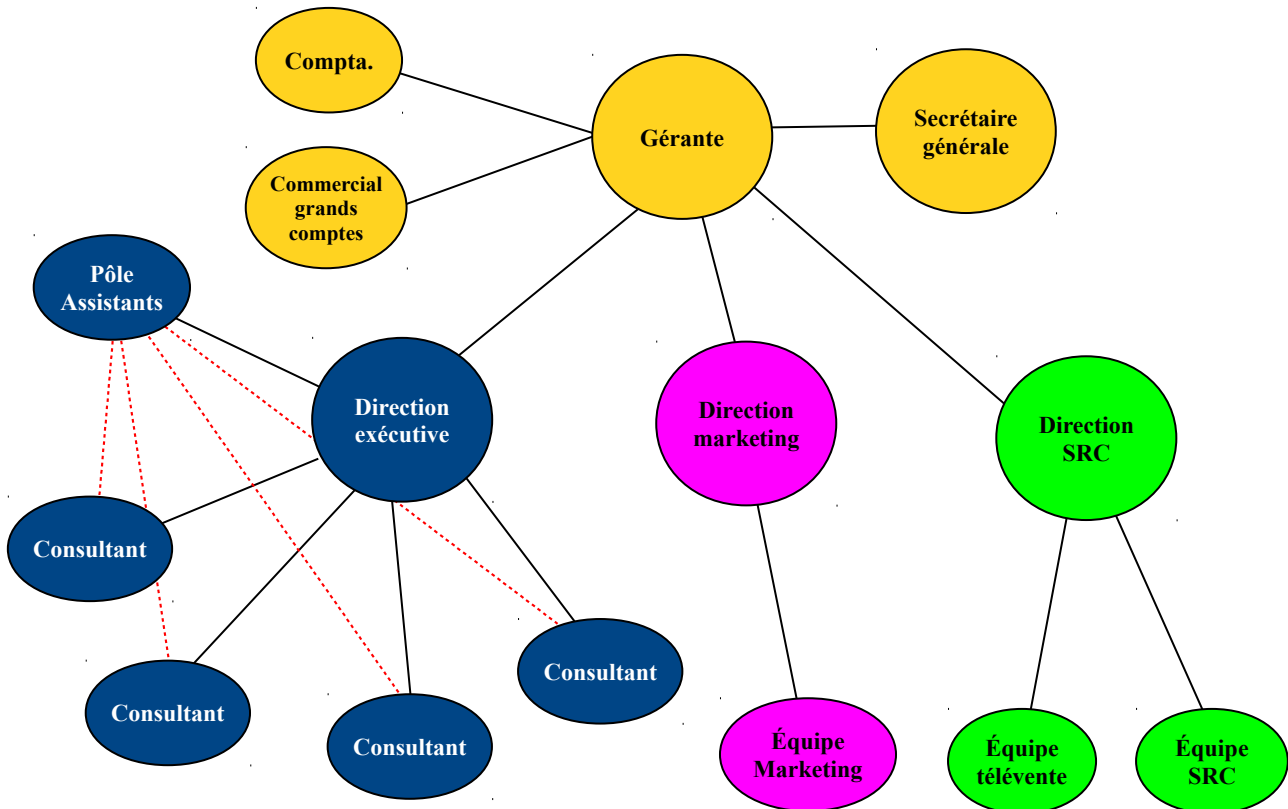 Compta.
Gérante
Secrétaire
générale
Commercial
grands
comptes
Pôle
Assistants
Direction
exécutive
Direction
marketing
Direction
SRC
Consultant
Consultant
Consultant
Consultant
Équipe
Marketing
Équipe
télévente
Équipe
SRC